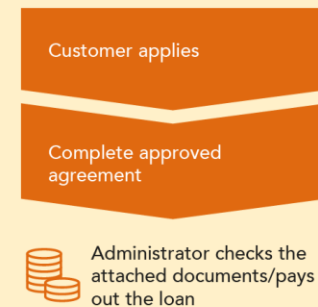 Customer applies
Complete approved
agreement
Administrator checks the
attached documents/pays
out the loan